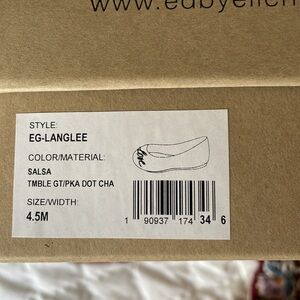 www.edbyellen
STYLE:
EG-LANGLEE
COLOR/MATERIAL:
SALSA
TMBLE GT/PKA DOT CHA
SIZE/WIDTH:
4.5M
love
1 90937 174 34 6